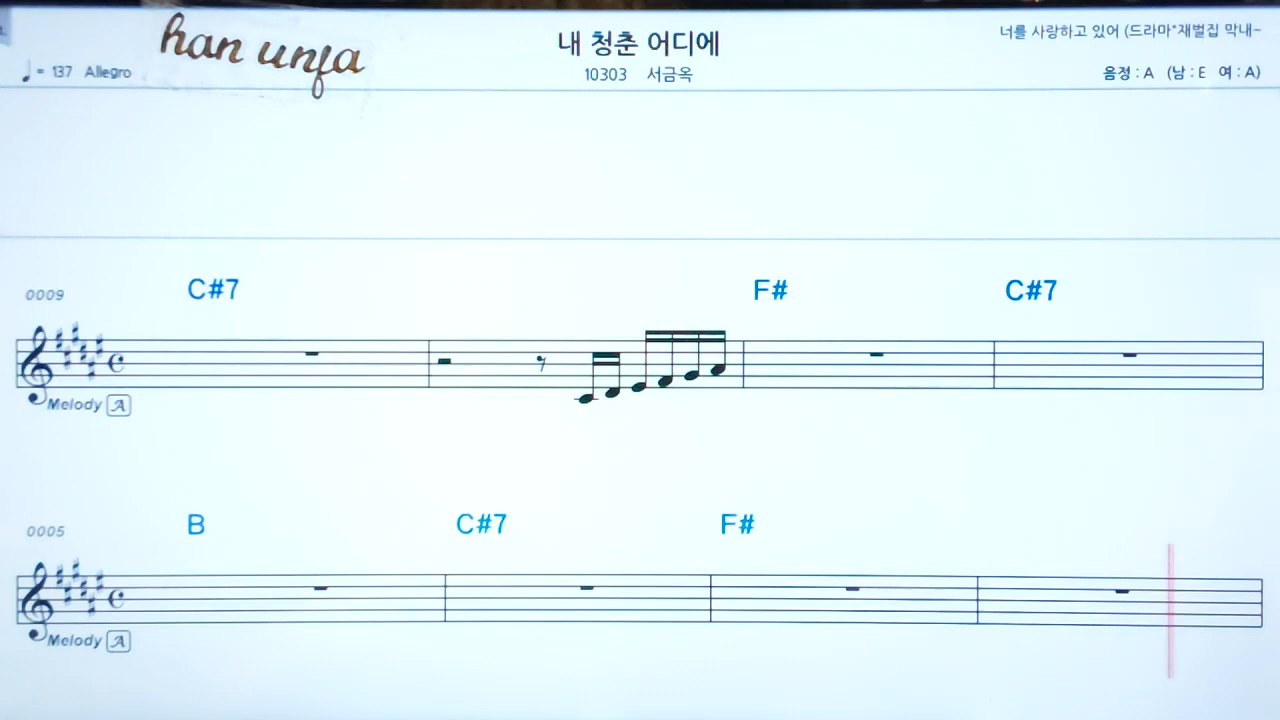 han unfa
내 청춘 어디에
너를 사랑하고 있어 (드라마"재벌집 막내~
♩= 137 Allegro
10303 서금옥
음정 : A (남 : E 여 : A)
0009
C#7 F# C#7
Melody A
0005
B C#7 F#
Melody A